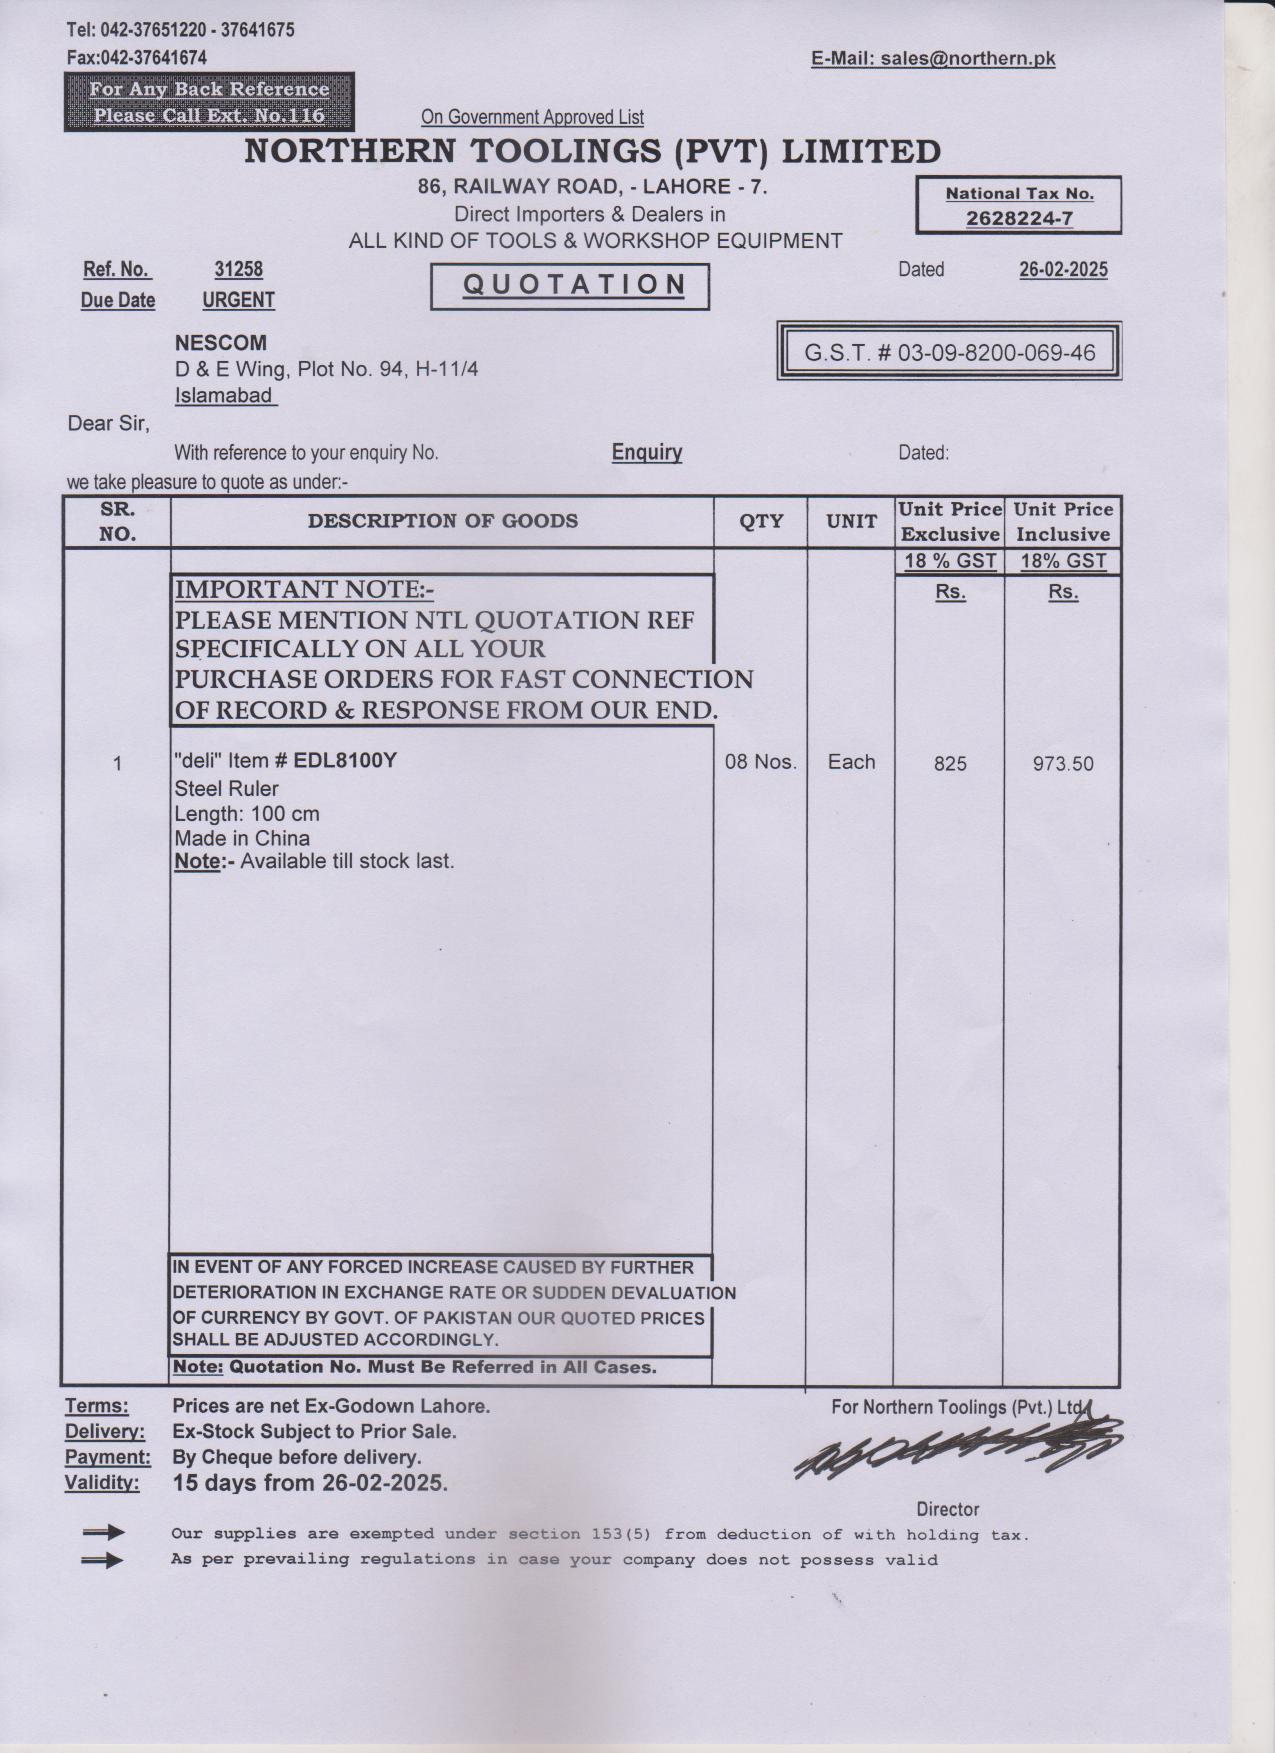 Tel: 042-37651220 - 37641675
Fax:042-37641674
E-Mail: sales@northern.pk
For Any Back Reference
Please Call Ext. No.116
On Government Approved List
NORTHERN TOOLINGS (PVT) LIMITED
86, RAILWAY ROAD, - LAHORE - 7.
Direct Importers & Dealers in
ALL KIND OF TOOLS & WORKSHOP EQUIPMENT
National Tax No.
2628224-7
Ref. No. 31258
Due Date URGENT
QUOTATION
Dated 26-02-2025
NESCOM
D & E Wing, Plot No. 94, H-11/4
Islamabad
G.S.T. # 03-09-8200-069-46
Dear Sir,
With reference to your enquiry No. Enquiry Dated:
we take pleasure to quote as under:-
SR. NO. DESCRIPTION OF GOODS QTY UNIT Unit Price Exclusive Unit Price Inclusive
18 % GST 18% GST
Rs. Rs.
IMPORTANT NOTE:-
PLEASE MENTION NTL QUOTATION REF
SPECIFICALLY ON ALL YOUR
PURCHASE ORDERS FOR FAST CONNECTION
OF RECORD & RESPONSE FROM OUR END.
1 "deli" Item # EDL8100Y 08 Nos. Each 825 973.50
Steel Ruler
Length: 100 cm
Made in China
Note:- Available till stock last.
IN EVENT OF ANY FORCED INCREASE CAUSED BY FURTHER
DETERIORATION IN EXCHANGE RATE OR SUDDEN DEVALUATION
OF CURRENCY BY GOVT. OF PAKISTAN OUR QUOTED PRICES
SHALL BE ADJUSTED ACCORDINGLY.
Note: Quotation No. Must Be Referred in All Cases.
Terms: Prices are net Ex-Godown Lahore.
Delivery: Ex-Stock Subject to Prior Sale.
Payment: By Cheque before delivery.
Validity: 15 days from 26-02-2025.
For Northern Toolings (Pvt.) Ltd.
Director
Our supplies are exempted under section 153(5) from deduction of with holding tax.
As per prevailing regulations in case your company does not possess valid